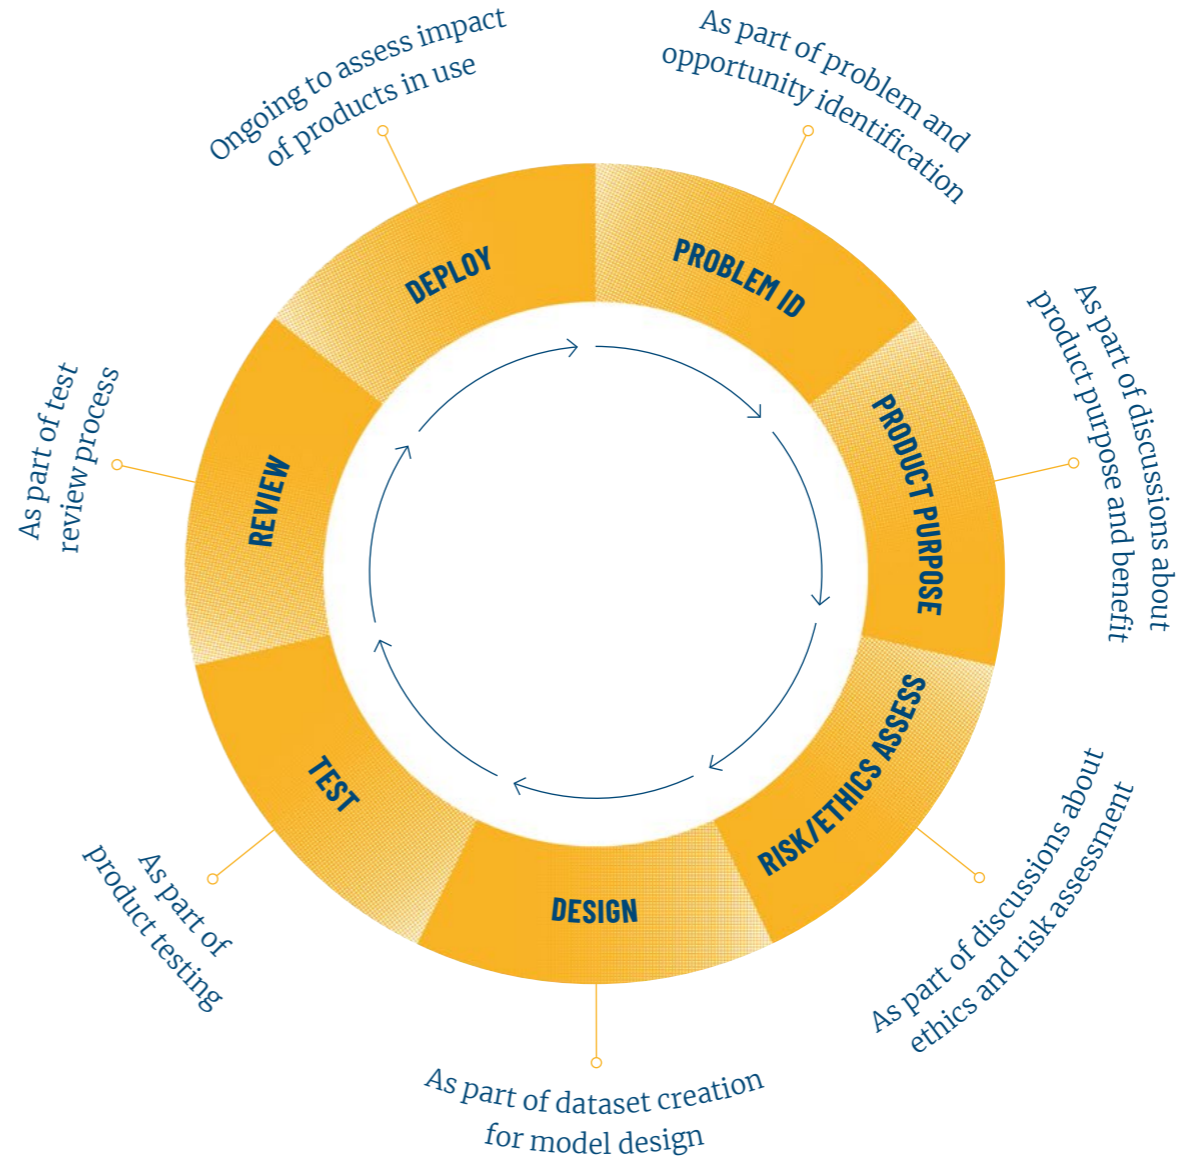 PROBLEM ID
As part of problem and
opportunity identification
PRODUCT PURPOSE
As part of discussions about
product purpose and benefit
RISK/ETHICS ASSESS
As part of discussions about
ethics and risk assessment
DESIGN
As part of dataset creation
for model design
TEST
As part of
product testing
REVIEW
As part of test
review process
DEPLOY
Ongoing to assess impact
of products in use